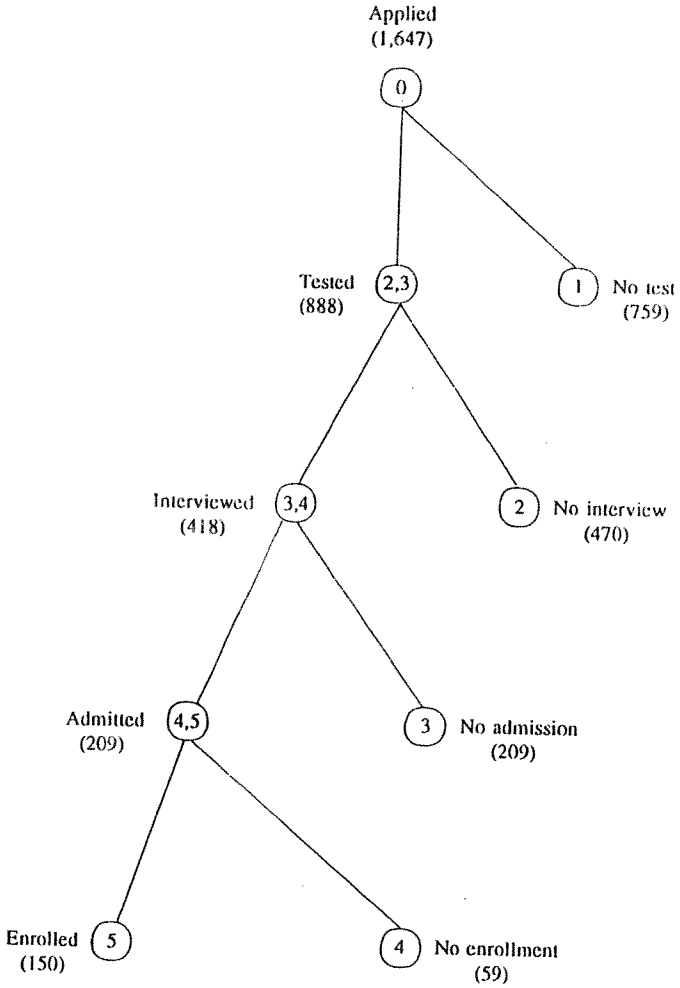 Applied
(1,647)
0
Tested
(888)
2,3
1
No test
(759)
Interviewed
(418)
3,4
2
No interview
(470)
Admitted
(209)
4,5
3
No admission
(209)
Enrolled
(150)
5
4
No enrollment
(59)